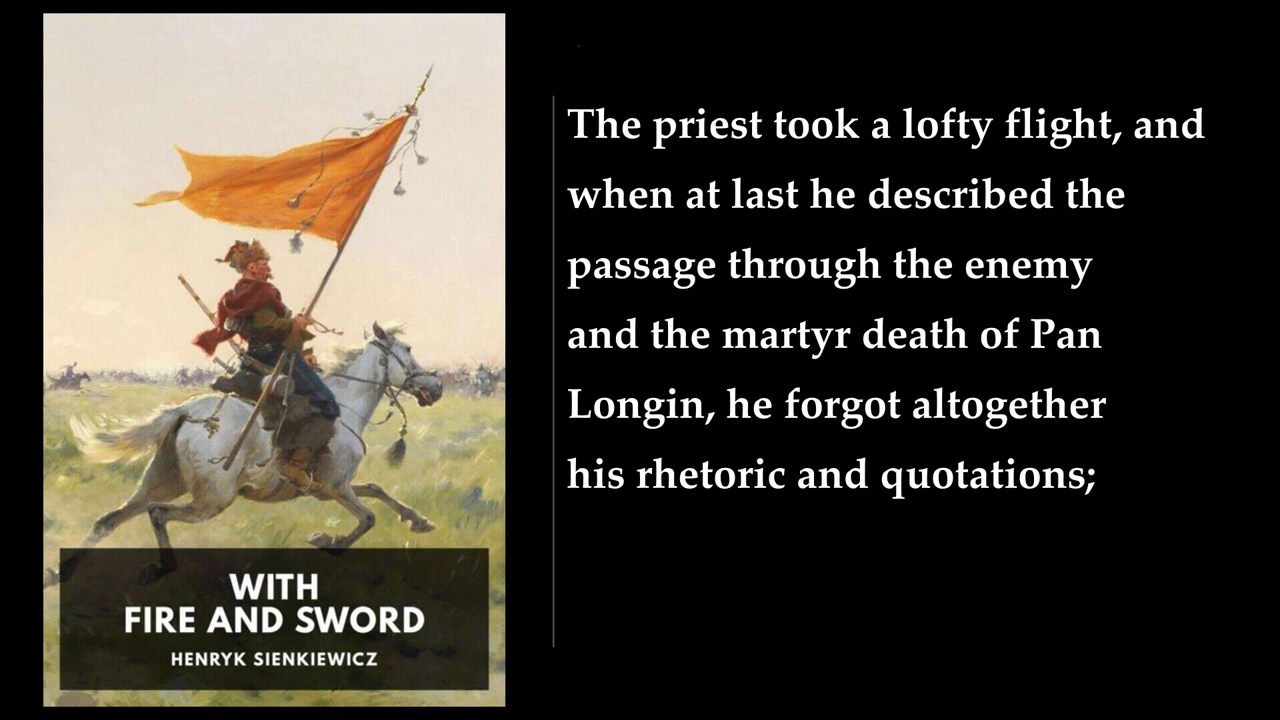 WITH
FIRE AND SWORD
HENRYK SIENKIEWICZ
The priest took a lofty flight, and
when at last he described the
passage through the enemy
and the martyr death of Pan
Longin, he forgot altogether
his rhetoric and quotations;